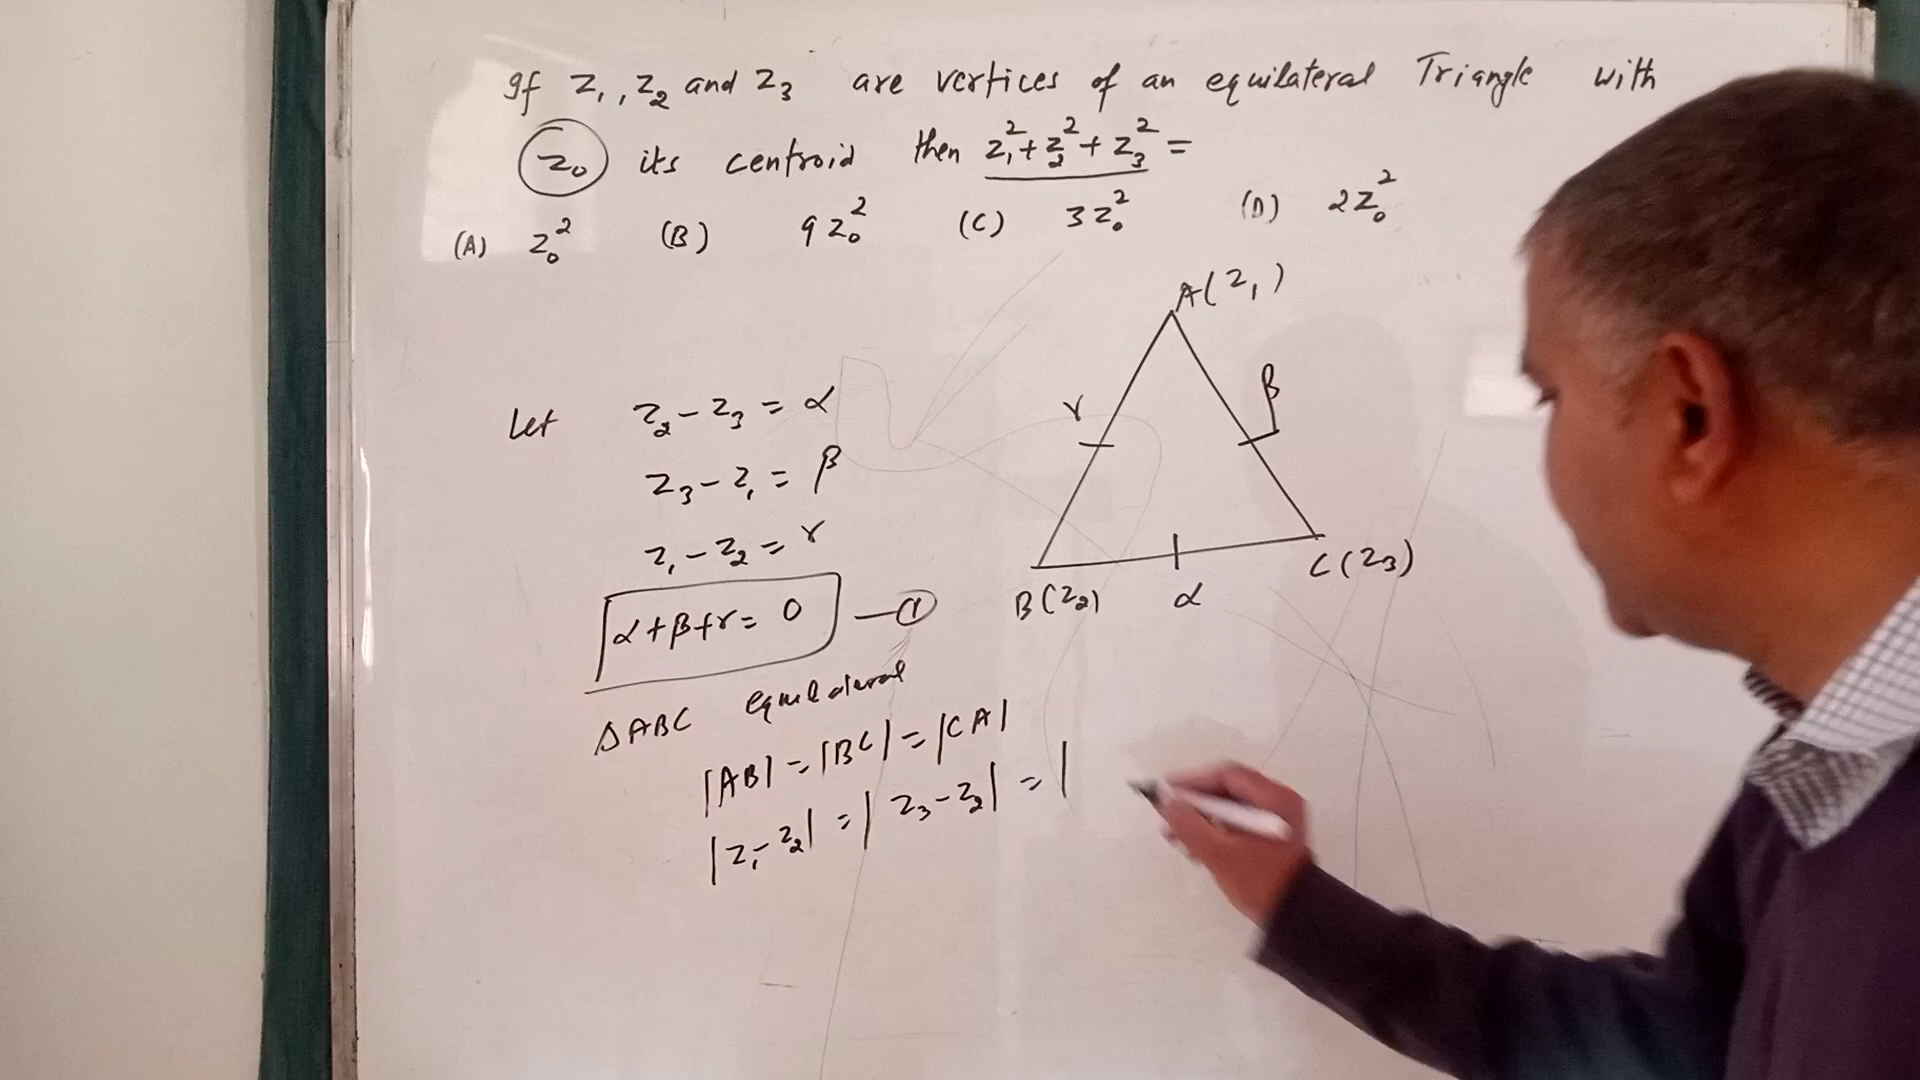 If z₁, z₂ and z₃ are vertices of an equilateral Triangle with
z₀ its centroid then z₁² + z₂² + z₃² =
(A) z₀² (B) 9z₀² (C) 3z₀² (D) 2z₀²
A(z₁)
β
γ
Let z₂ - z₃ = α
z₃ - z₁ = β
z₁ - z₂ = γ
B(z₂) α C(z₃)
α + β + γ = 0 — ①
ΔABC equilateral
|AB| = |BC| = |CA|
|z₁ - z₂| = |z₃ - z₂| = |